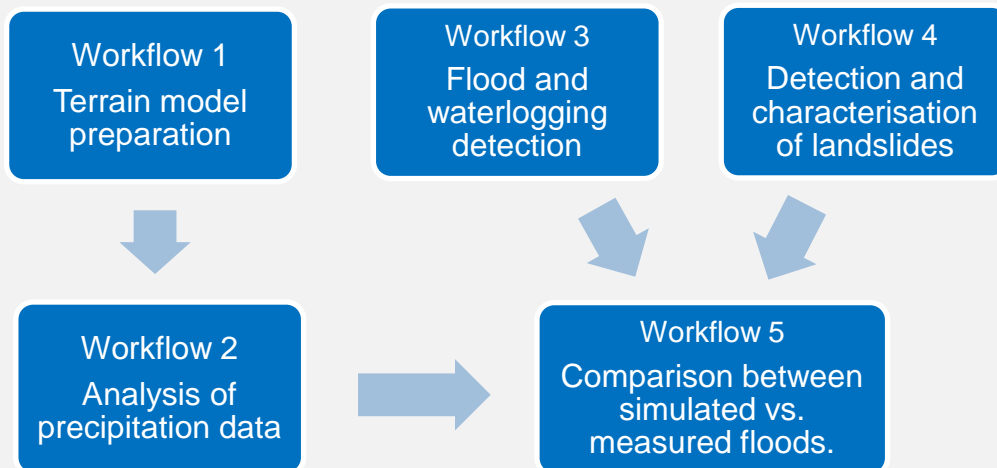 Workflow 1
Terrain model
preparation
Workflow 3
Flood and
waterlogging
detection
Workflow 4
Detection and
characterisation
of landslides
Workflow 2
Analysis of
precipitation data
Workflow 5
Comparison between
simulated vs.
measured floods.